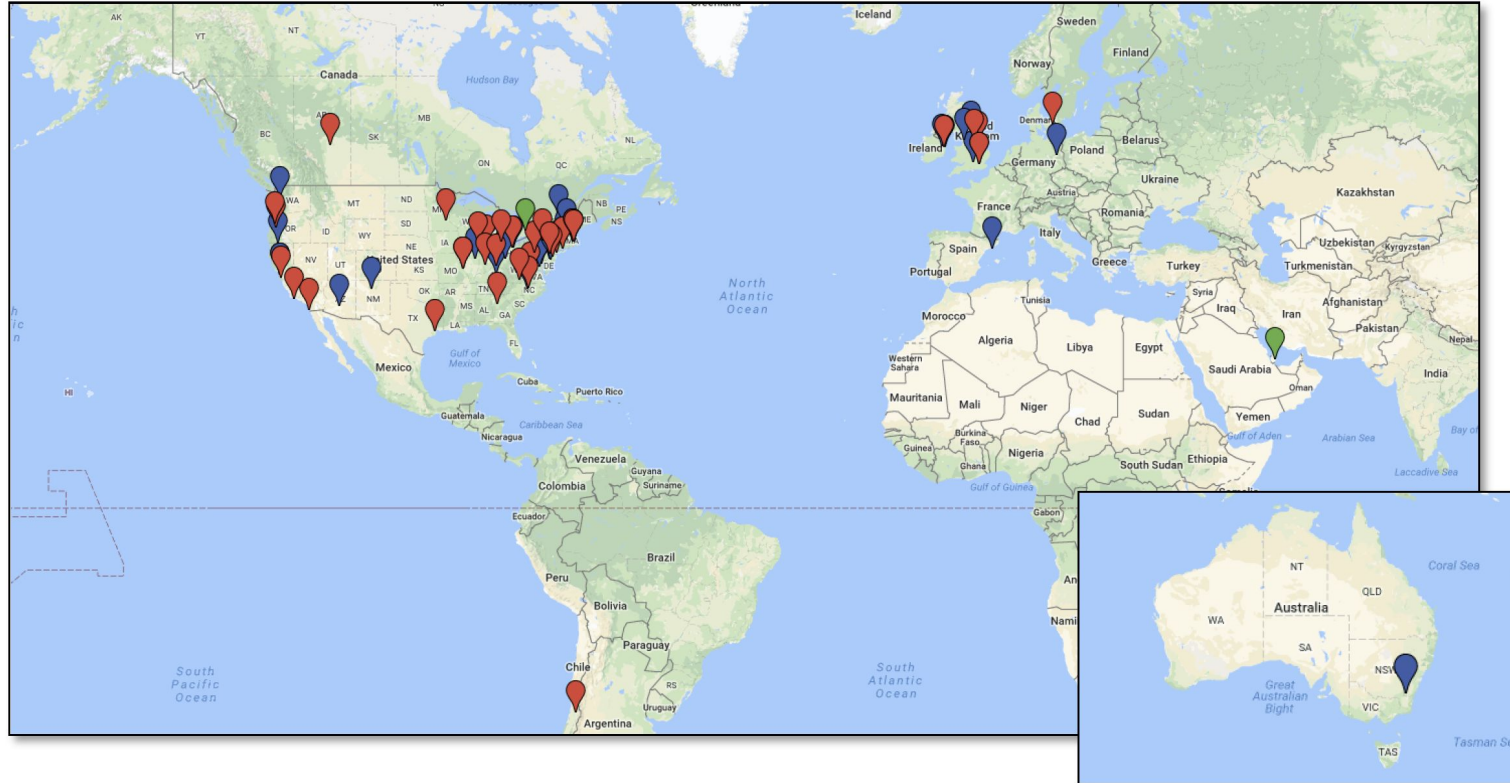 Iceland
Sweden
Finland
Norway
AK
YT
NT
Canada
Hudson Bay
BC
SK
MB
ON
QC
NL
NB
PE
NS
ME
WA
MT
ND
OR
ID
WY
SD
IA
NE
NV
UT
United States
KS
MO
OK
AR
TN
NM
MS
AL
SC
NC
DE
GA
TX
LA
FL
HI
Mexico
Gulf of
Mexico
Cuba
Puerto Rico
Guatemala
Caribbean Sea
Nicaragua
Venezuela
Guyana
Suriname
Colombia
Ecuador
Peru
Brazil
Bolivia
Paraguay
Chile
RS
Uruguay
Argentina
North
Atlantic
Ocean
South
Pacific
Ocean
South
Atlantic
Ocean
Ireland
Denmark
Belarus
Poland
Germany
Ukraine
Austria
France
Romania
Kazakhstan
Italy
Spain
Portugal
Greece
Turkey
Uzbekistan
Kyrgyzstan
Turkmenistan
Syria
Iraq
Iran
Afghanistan
Pakistan
Nepal
India
Tunisia
Morocco
Algeria
Libya
Egypt
Saudi Arabia
Oman
Yemen
Western
Sahara
Mauritania
Mali
Niger
Chad
Sudan
Burkina
Faso
Guinea
Ghana
Nigeria
South Sudan
Ethiopia
Gulf of Aden
Arabian Sea
Bay of
Laccadive Sea
Gulf of Guinea
Gabon
NT
QLD
Coral Sea
Australia
WA
SA
NSW
Great
Australian
Bight
VIC
TAS